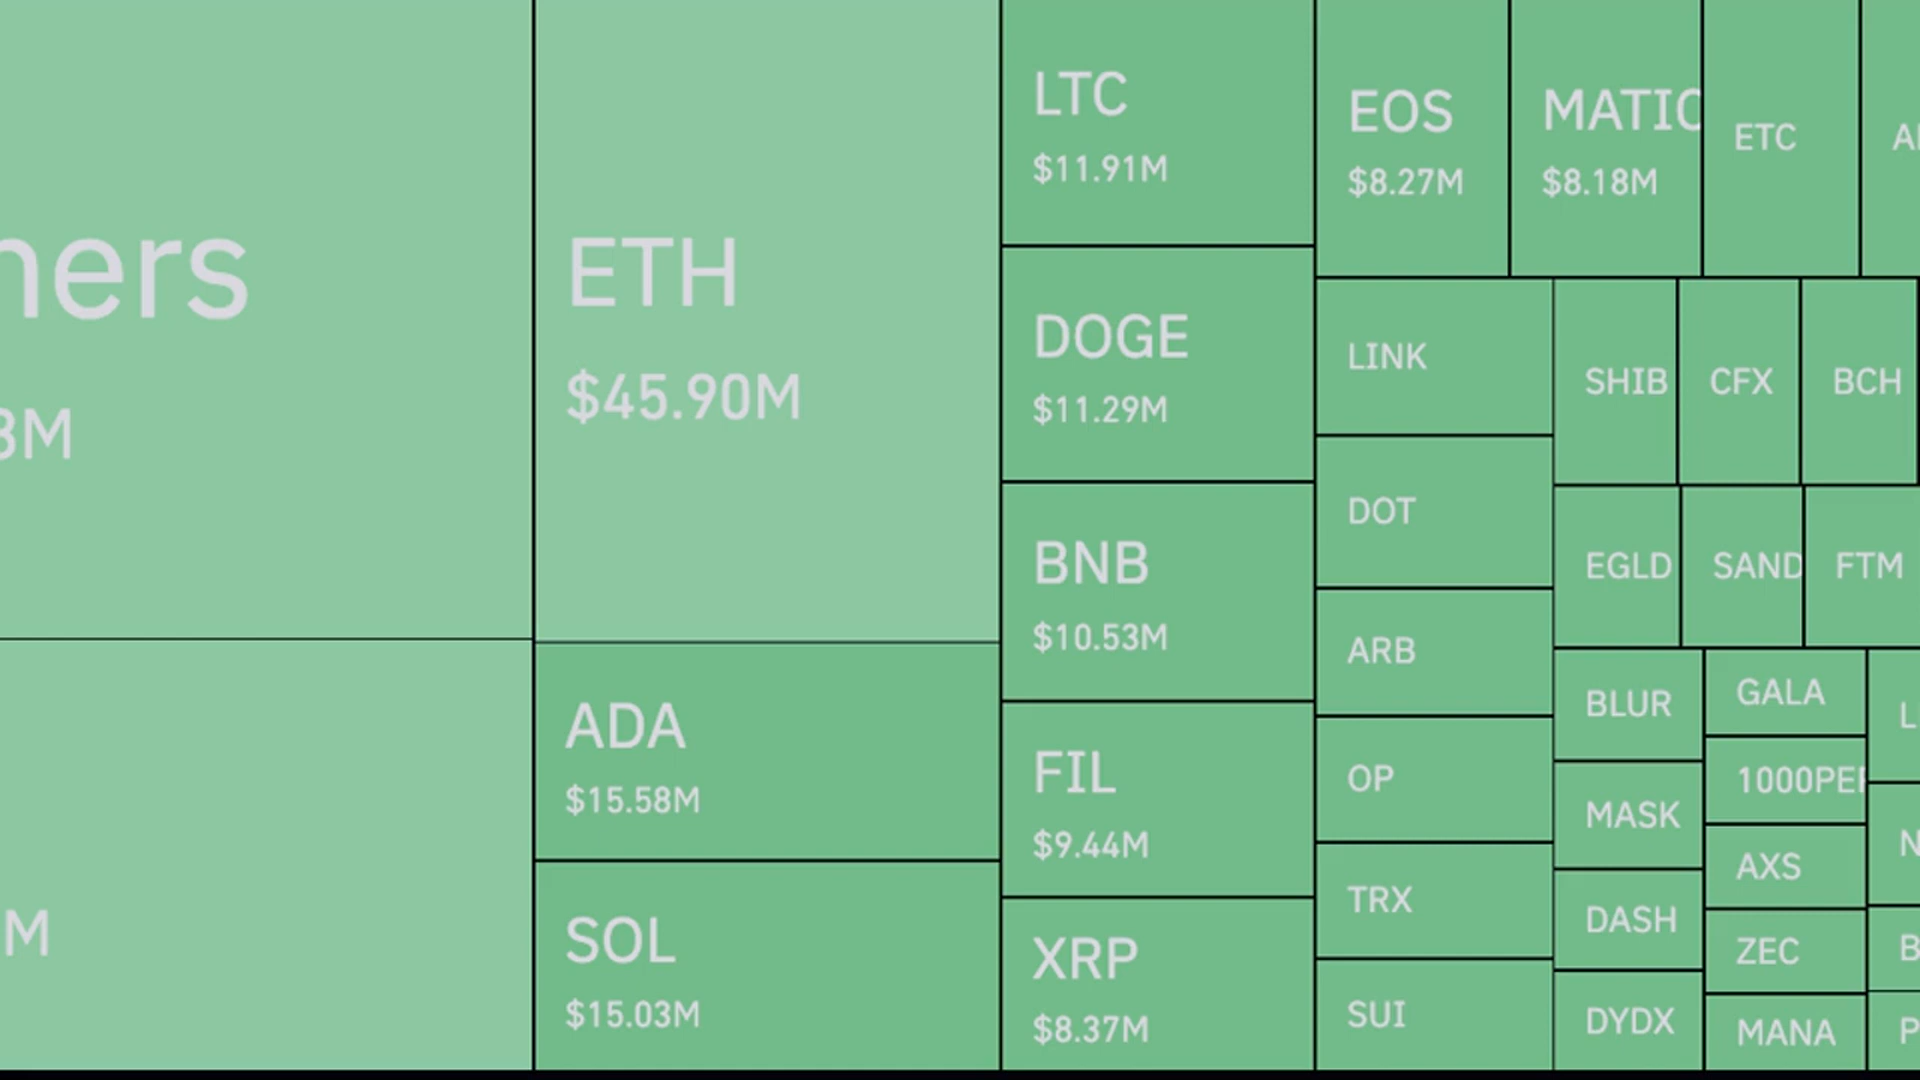 ners
3M
M
ETH
$45.90M
ADA
$15.58M
SOL
$15.03M
LTC
$11.91M
DOGE
$11.29M
BNB
$10.53M
FIL
$9.44M
XRP
$8.37M
EOS
$8.27M
MATIC
$8.18M
ETC
LINK
DOT
ARB
OP
TRX
SUI
SHIB
CFX
BCH
EGLD
SAND
FTM
BLUR
MASK
DASH
DYDX
GALA
1000PE
AXS
ZEC
MANA
L
N
B
P